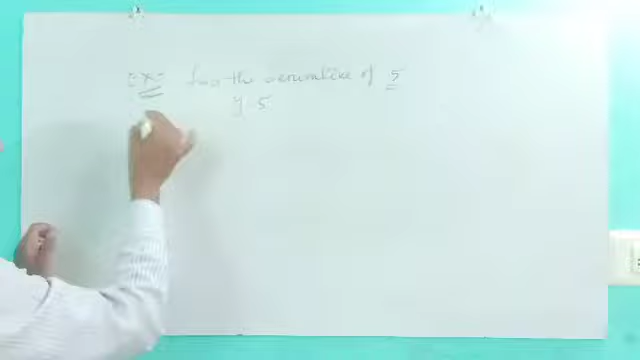 Ex: find the derivative of 5
y = 5